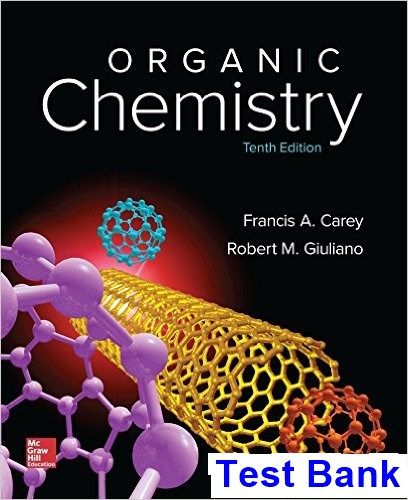 ORGANIC
Chemistry
Tenth Edition
Francis A. Carey
Robert M. Giuliano
Mc
Graw
Hill
Education
Test Bank